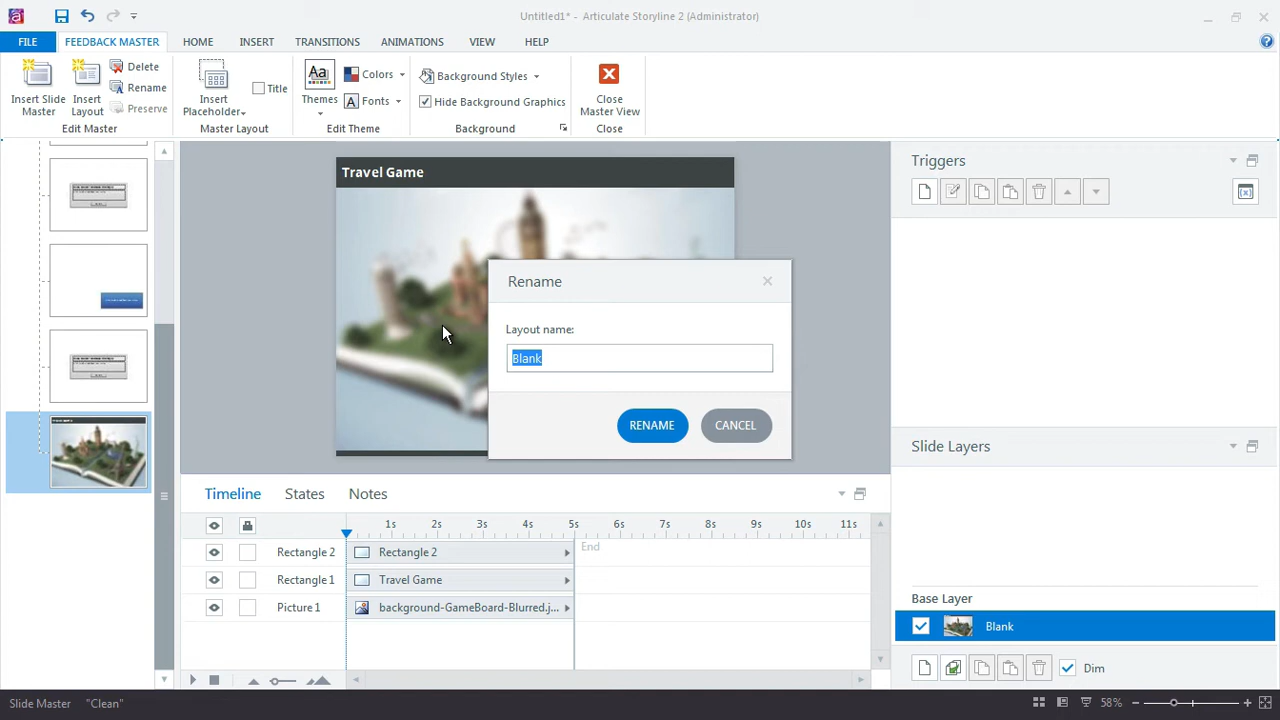 Untitled1* - Articulate Storyline 2 (Administrator)
FILE FEEDBACK MASTER HOME INSERT TRANSITIONS ANIMATIONS VIEW HELP
Insert Slide Master
Insert Layout
Delete
Rename
Preserve
Edit Master
Insert Placeholder
Title
Master Layout
Aa
Themes
Colors
Fonts
Edit Theme
Background Styles
Hide Background Graphics
Background
Close Master View
Close
Travel Game
Rename
Layout name:
Blank
RENAME CANCEL
Triggers
Slide Layers
Base Layer
Blank
Dim
Timeline States Notes
1s 2s 3s 4s 5s 6s 7s 8s 9s 10s 11s
Rectangle 2 Rectangle 2 End
Rectangle 1 Travel Game
Picture 1 background-GameBoard-Blurred.j...
Slide Master "Clean" 58%